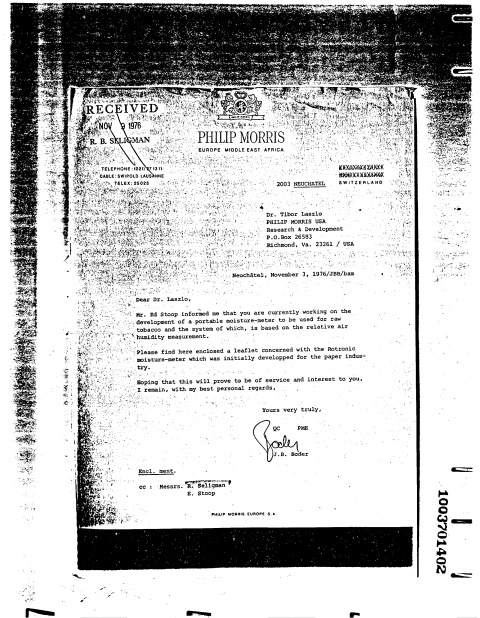 RECEIVED
NOV 9 1976
R. B. SELIGMAN
PHILIP MORRIS
EUROPE MIDDLE EAST AFRICA
TELEPHONE: (021) 271311
CABLE: SWIPOLD LAUSANNE
TELEX: 25025
2003 NEUCHATEL
SWITZERLAND
Dr. Tibor Laszlo
PHILIP MORRIS USA
Research & Development
P.O.Box 26583
Richmond, Va. 23261 / USA
Neuchâtel, November 3, 1976/JBB/bam
Dear Dr. Laszlo,
Mr. Ed Stoop informed me that you are currently working on the
development of a portable moisture-meter to be used for raw
tobacco and the system of which, is based on the relative air
humidity measurement.
Please find here enclosed a leaflet concerned with the Rotronic
moisture-meter which was initially developped for the paper indus-
try.
Hoping that this will prove to be of service and interest to you,
I remain, with my best personal regards,
Yours very truly,
QC PME
Boder
J.B. Boder
Encl. ment.
cc : Messrs. R. Seligman
E. Stoop
PHILIP MORRIS EUROPE S.A.
1003701402